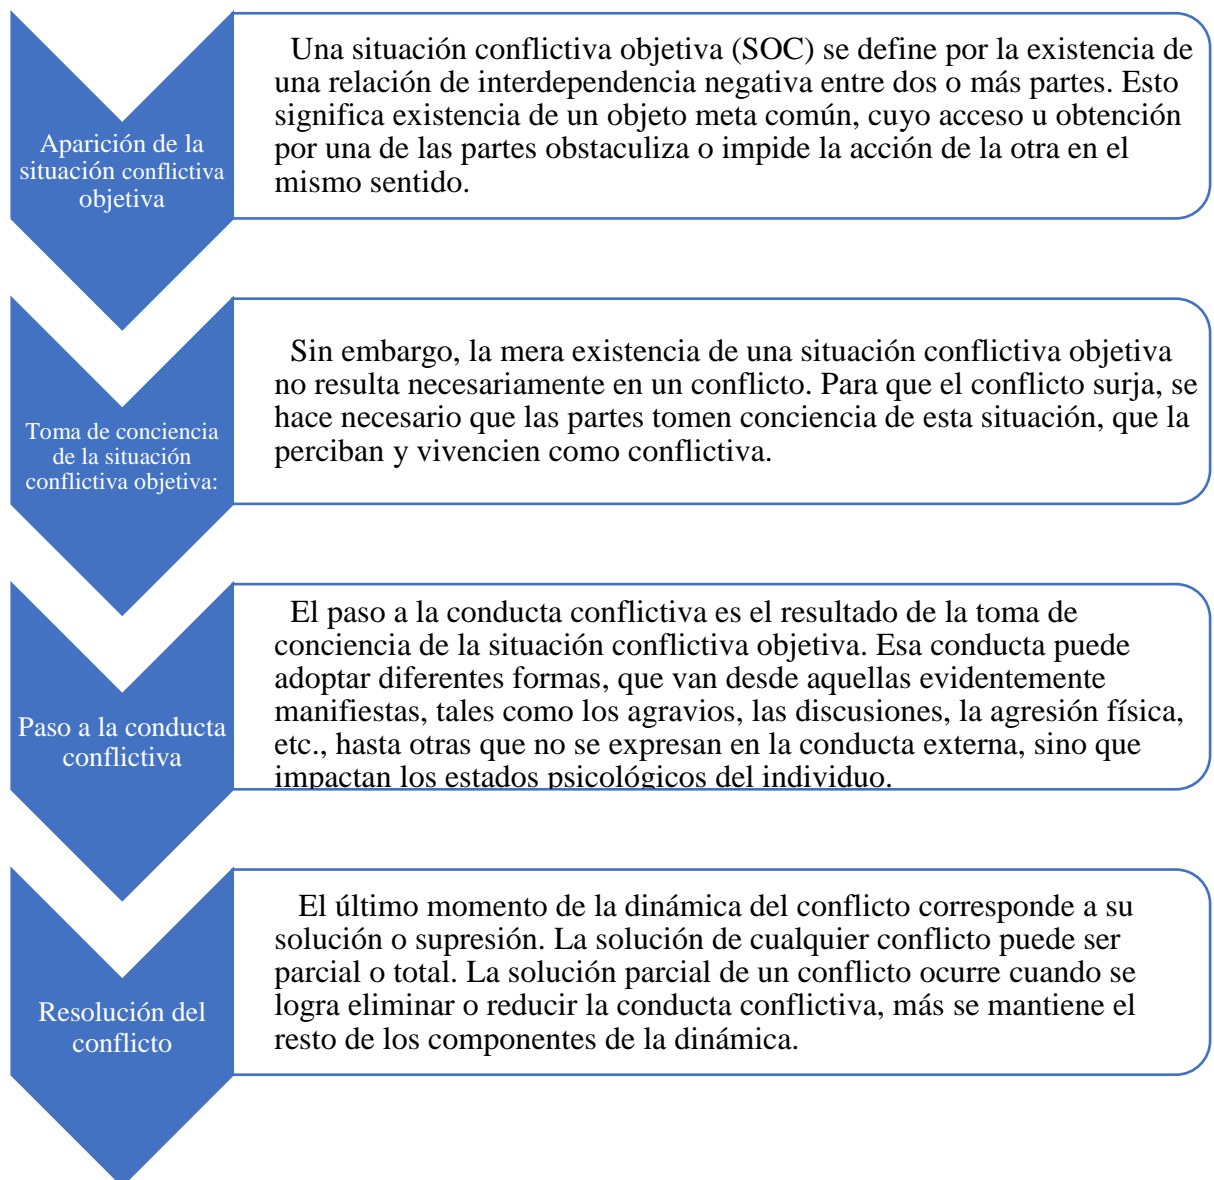 Aparición de la
situación conflictiva
objetiva
Una situación conflictiva objetiva (SOC) se define por la existencia de
una relación de interdependencia negativa entre dos o más partes. Esto
significa existencia de un objeto meta común, cuyo acceso u obtención
por una de las partes obstaculiza o impide la acción de la otra en el
mismo sentido.
Toma de conciencia
de la situación
conflictiva objetiva:
Sin embargo, la mera existencia de una situación conflictiva objetiva
no resulta necesariamente en un conflicto. Para que el conflicto surja, se
hace necesario que las partes tomen conciencia de esta situación, que la
perciban y vivencien como conflictiva.
Paso a la conducta
conflictiva
El paso a la conducta conflictiva es el resultado de la toma de
conciencia de la situación conflictiva objetiva. Esa conducta puede
adoptar diferentes formas, que van desde aquellas evidentemente
manifiestas, tales como los agravios, las discusiones, la agresión física,
etc., hasta otras que no se expresan en la conducta externa, sino que
impactan los estados psicológicos del individuo.
Resolución del
conflicto
El último momento de la dinámica del conflicto corresponde a su
solución o supresión. La solución de cualquier conflicto puede ser
parcial o total. La solución parcial de un conflicto ocurre cuando se
logra eliminar o reducir la conducta conflictiva, más se mantiene el
resto de los componentes de la dinámica.